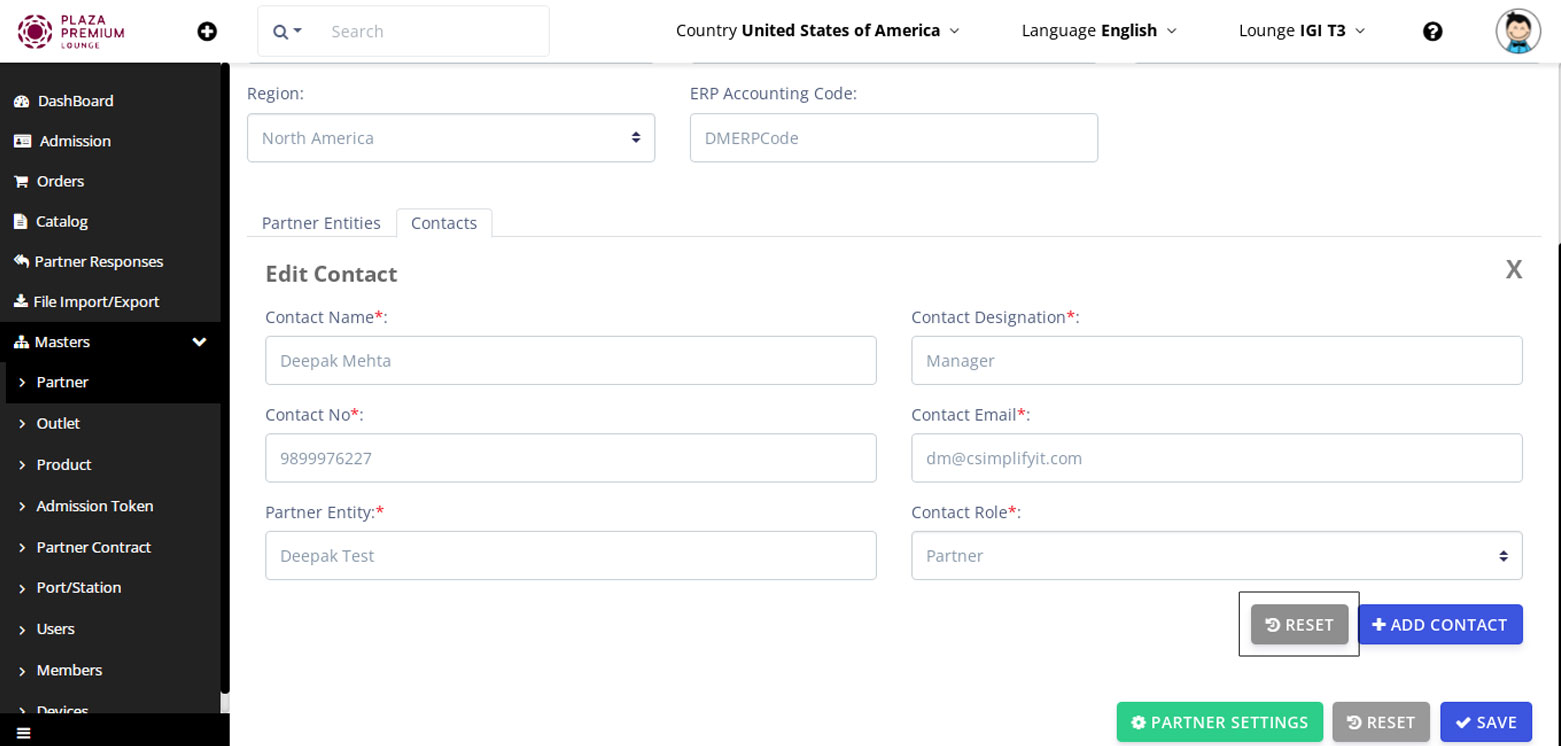 PLAZA
PREMIUM
LOUNGE
Search
Country United States of America
Language English
Lounge IGI T3
DashBoard
Admission
Orders
Catalog
Partner Responses
File Import/Export
Masters
Partner
Outlet
Product
Admission Token
Partner Contract
Port/Station
Users
Members
Devices
Region:
ERP Accounting Code:
North America
DMERPCode
Partner Entities
Contacts
Edit Contact
X
Contact Name*:
Contact Designation*:
Deepak Mehta
Manager
Contact No*:
Contact Email*:
9899976227
dm@csimplifyit.com
Partner Entity:*
Contact Role*:
Deepak Test
Partner
RESET
ADD CONTACT
PARTNER SETTINGS
RESET
SAVE